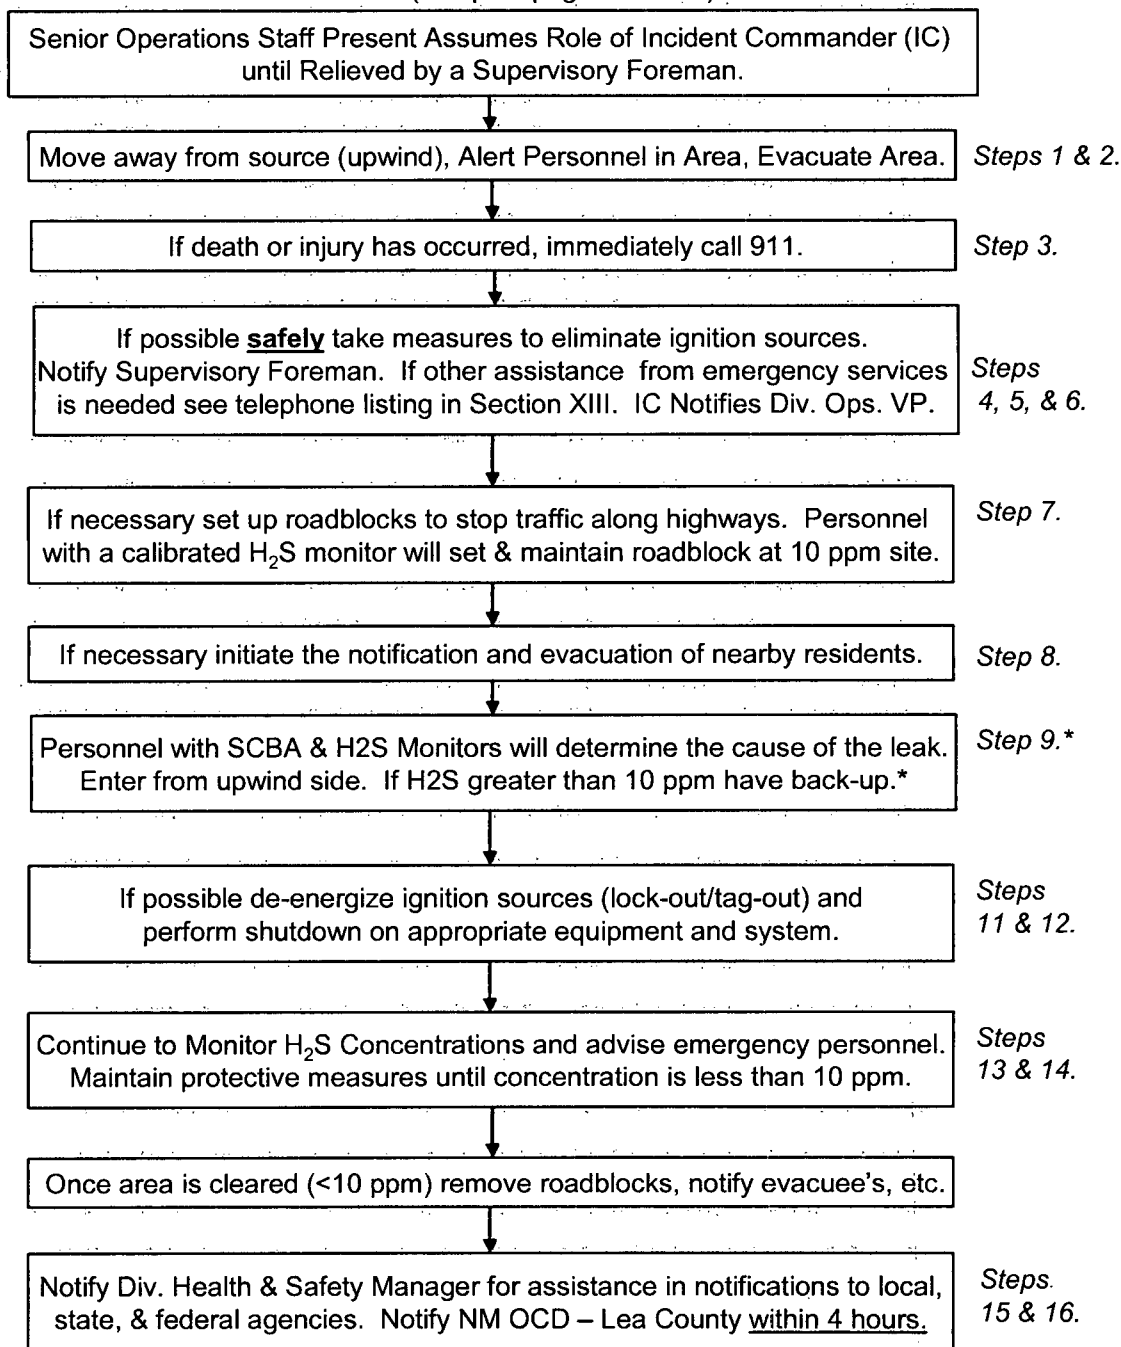 Senior Operations Staff Present Assumes Role of Incident Commander (IC)
until Relieved by a Supervisory Foreman.
Move away from source (upwind), Alert Personnel in Area, Evacuate Area.
Steps 1 & 2.
If death or injury has occurred, immediately call 911.
Step 3.
If possible safely take measures to eliminate ignition sources.
Notify Supervisory Foreman. If other assistance from emergency services
is needed see telephone listing in Section XIII. IC Notifies Div. Ops. VP.
Steps
4, 5, & 6.
If necessary set up roadblocks to stop traffic along highways. Personnel
with a calibrated H₂S monitor will set & maintain roadblock at 10 ppm site.
Step 7.
If necessary initiate the notification and evacuation of nearby residents.
Step 8.
Personnel with SCBA & H2S Monitors will determine the cause of the leak.
Enter from upwind side. If H2S greater than 10 ppm have back-up.*
Step 9.*
If possible de-energize ignition sources (lock-out/tag-out) and
perform shutdown on appropriate equipment and system.
Steps
11 & 12.
Continue to Monitor H₂S Concentrations and advise emergency personnel.
Maintain protective measures until concentration is less than 10 ppm.
Steps
13 & 14.
Once area is cleared (<10 ppm) remove roadblocks, notify evacuee's, etc.
Notify Div. Health & Safety Manager for assistance in notifications to local,
state, & federal agencies. Notify NM OCD – Lea County within 4 hours.
Steps.
15 & 16.